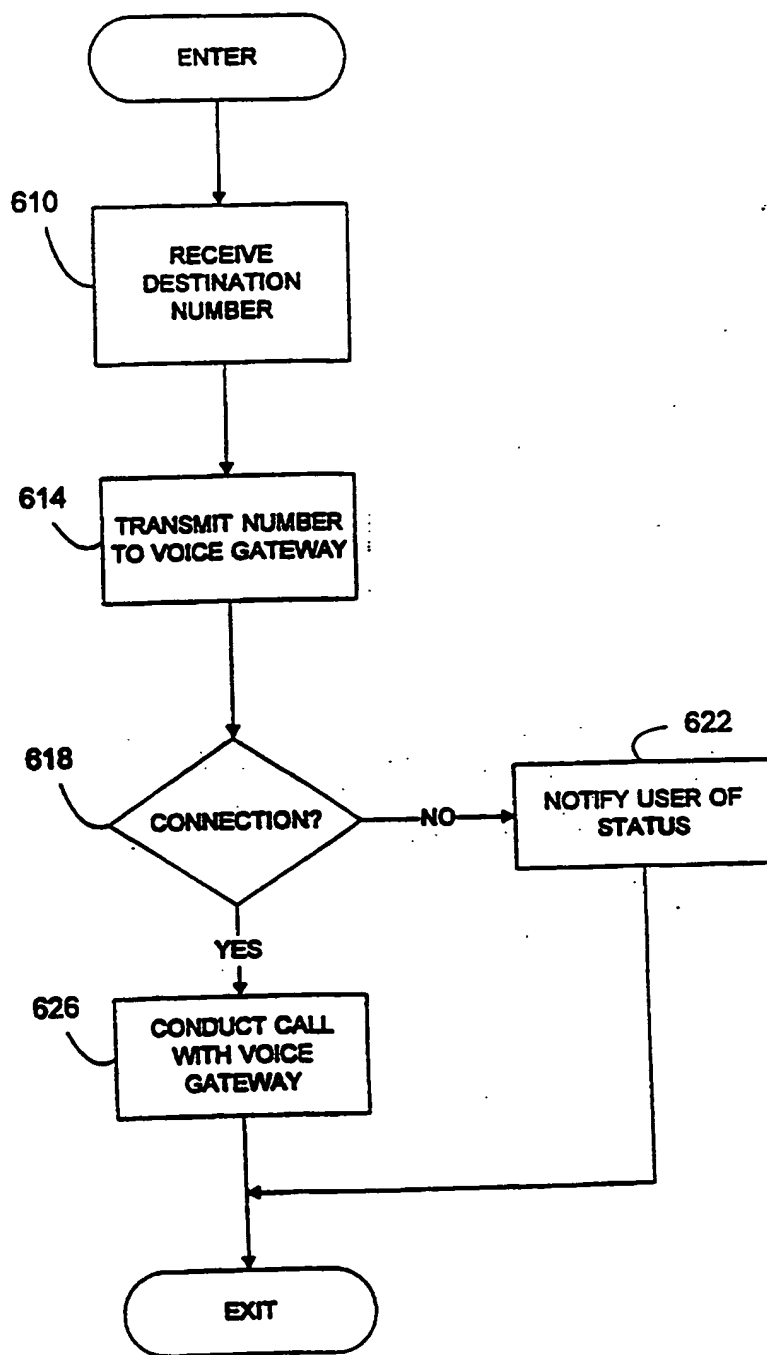 ENTER
610
RECEIVE
DESTINATION
NUMBER
614
TRANSMIT NUMBER
TO VOICE GATEWAY
618
CONNECTION?
NO
622
NOTIFY USER OF
STATUS
YES
626
CONDUCT CALL
WITH VOICE
GATEWAY
EXIT